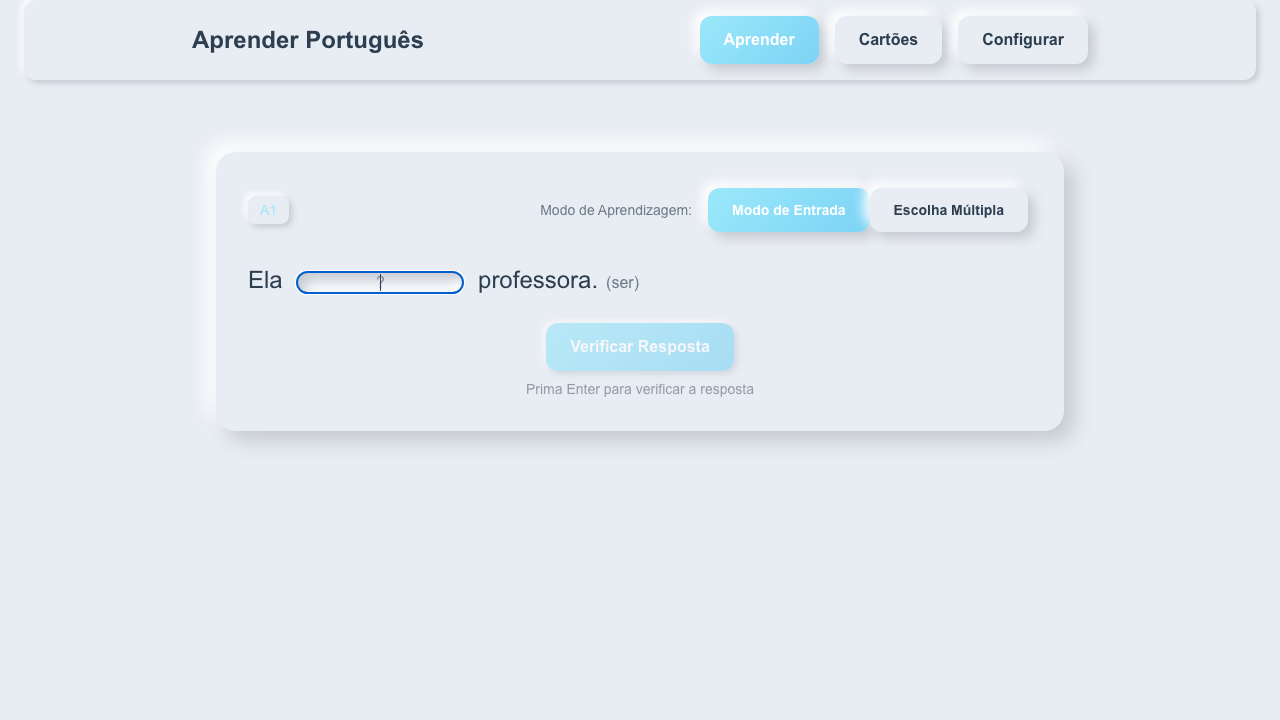 Aprender Português
Aprender
Cartões
Configurar
A1
Modo de Aprendizagem:
Modo de Entrada
Escolha Múltipla
Ela ? professora. (ser)
Verificar Resposta
Prima Enter para verificar a resposta